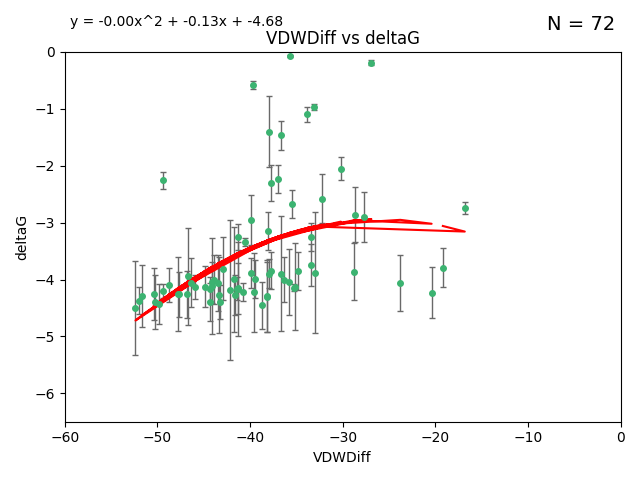 y = -0.00x^2 + -0.13x + -4.68
N = 72
VDWDiff vs deltaG
0
−1
−2
−3
−4
−5
−6
deltaG
−60
−50
−40
−30
−20
−10
0
VDWDiff